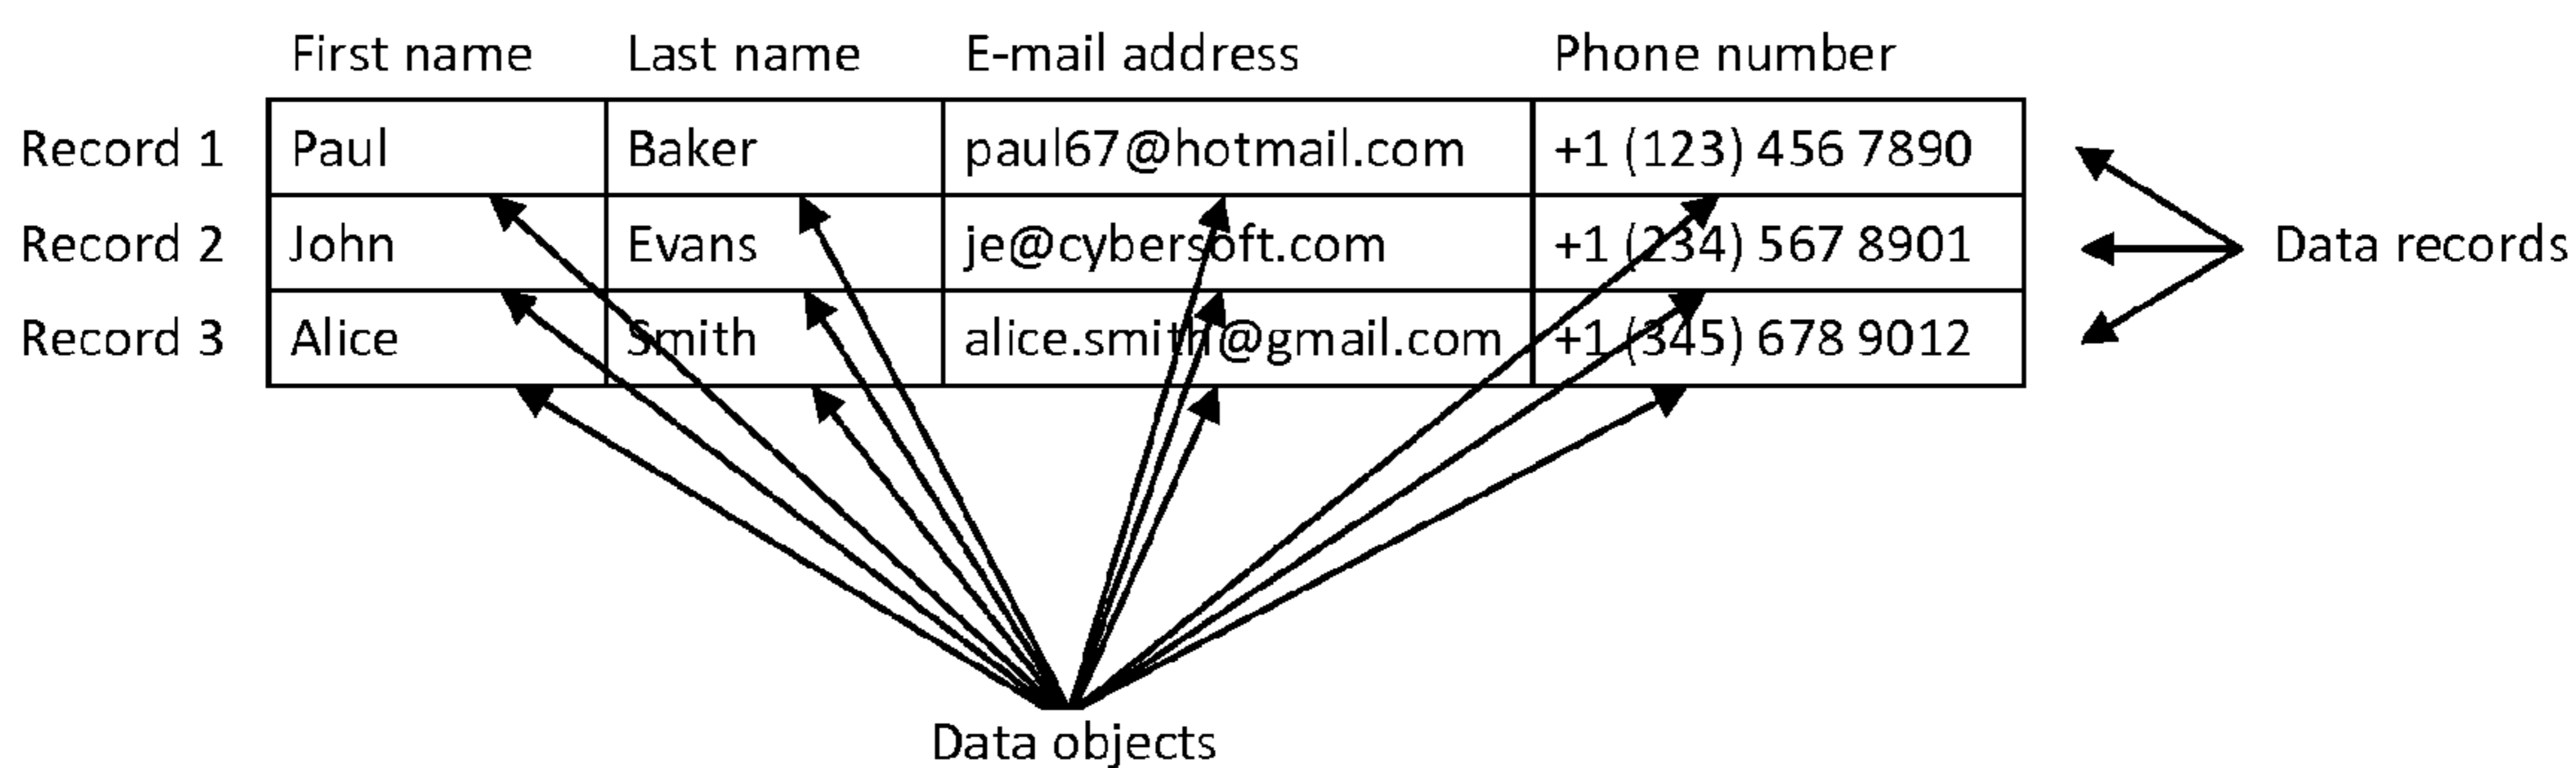 First name Last name E-mail address Phone number
Record 1 Paul Baker paul67@hotmail.com +1 (123) 456 7890
Record 2 John Evans je@cybersoft.com +1 (234) 567 8901 Data records
Record 3 Alice Smith alice.smith@gmail.com +1 (345) 678 9012
Data objects